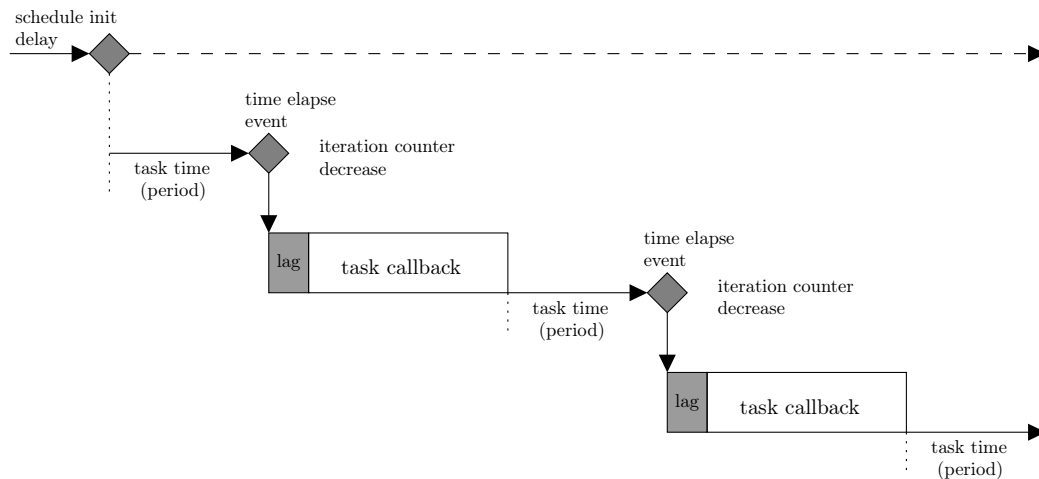 schedule init
delay
time elapse
event
iteration counter
decrease
task time
(period)
lag
task callback
time elapse
event
iteration counter
decrease
task time
(period)
lag
task callback
task time
(period)